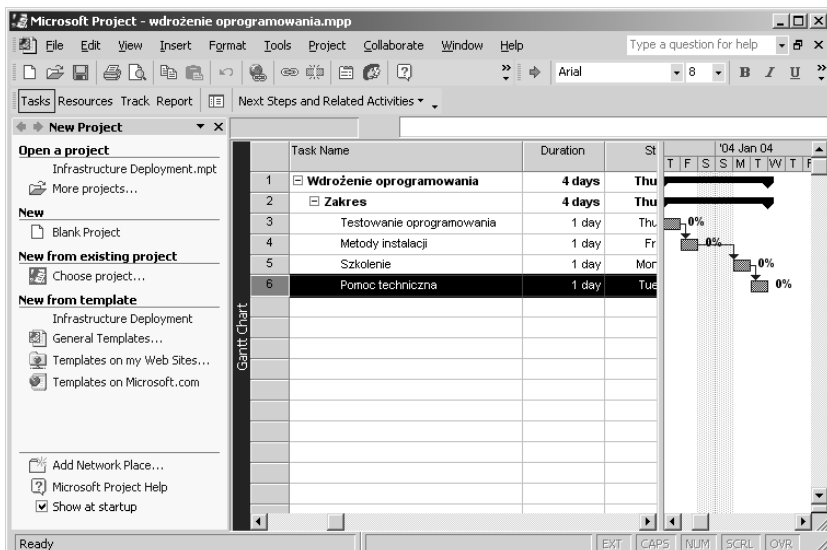 Microsoft Project - wdrożenie oprogramowania.mpp
File Edit View Insert Format Tools Project Collaborate Window Help Type a question for help
Arial 8 B I U
Tasks Resources Track Report Next Steps and Related Activities
New Project
Open a project
Infrastructure Deployment.mpt
More projects...
New
Blank Project
New from existing project
Choose project...
New from template
Infrastructure Deployment
General Templates...
Templates on my Web Sites...
Templates on Microsoft.com
Add Network Place...
Microsoft Project Help
Show at startup
Gantt Chart
Task Name Duration St '04 Jan 04
T F S S M T W T F
1 Wdrożenie oprogramowania 4 days Thu
2 Zakres 4 days Thu
3 Testowanie oprogramowania 1 day Thu 0%
4 Metody instalacji 1 day Fr 0%
5 Szkolenie 1 day Mor 0%
6 Pomoc techniczna 1 day Tue 0%
Ready EXT CAPS NUM SCRL OVR